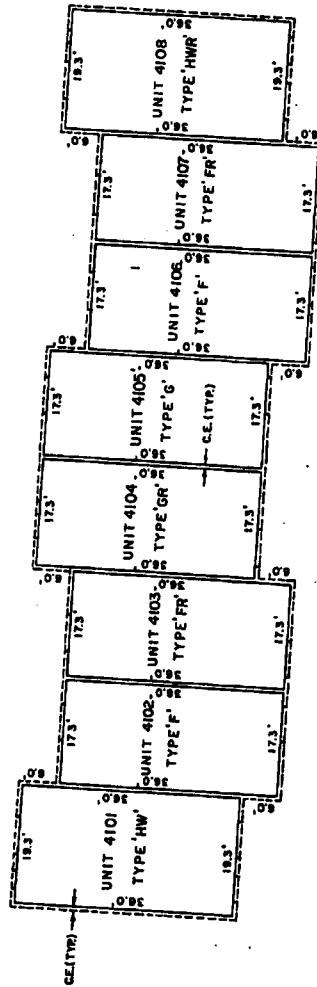 C.E.(TYP.)
19.3'
36.0'
UNIT 4101
TYPE 'HW'
36.0'
19.3'
6.0'
6.0'
17.3'
36.0'
UNIT 4102
TYPE 'F'
36.0'
17.3'
17.3'
UNIT 4103
TYPE 'FR'
36.0'
17.3'
6.0'
6.0'
17.3'
36.0'
UNIT 4104
TYPE 'GR'
36.0'
17.3'
UNIT 4105
TYPE 'G'
36.0'
17.3'
C.E.(TYP.)
6.0'
6.0'
17.3'
36.0'
UNIT 4106
TYPE 'F'
36.0'
17.3'
17.3'
UNIT 4107
TYPE 'FR'
36.0'
17.3'
6.0'
6.0'
19.3'
36.0'
UNIT 4108
TYPE 'HWR'
36.0'
19.3'